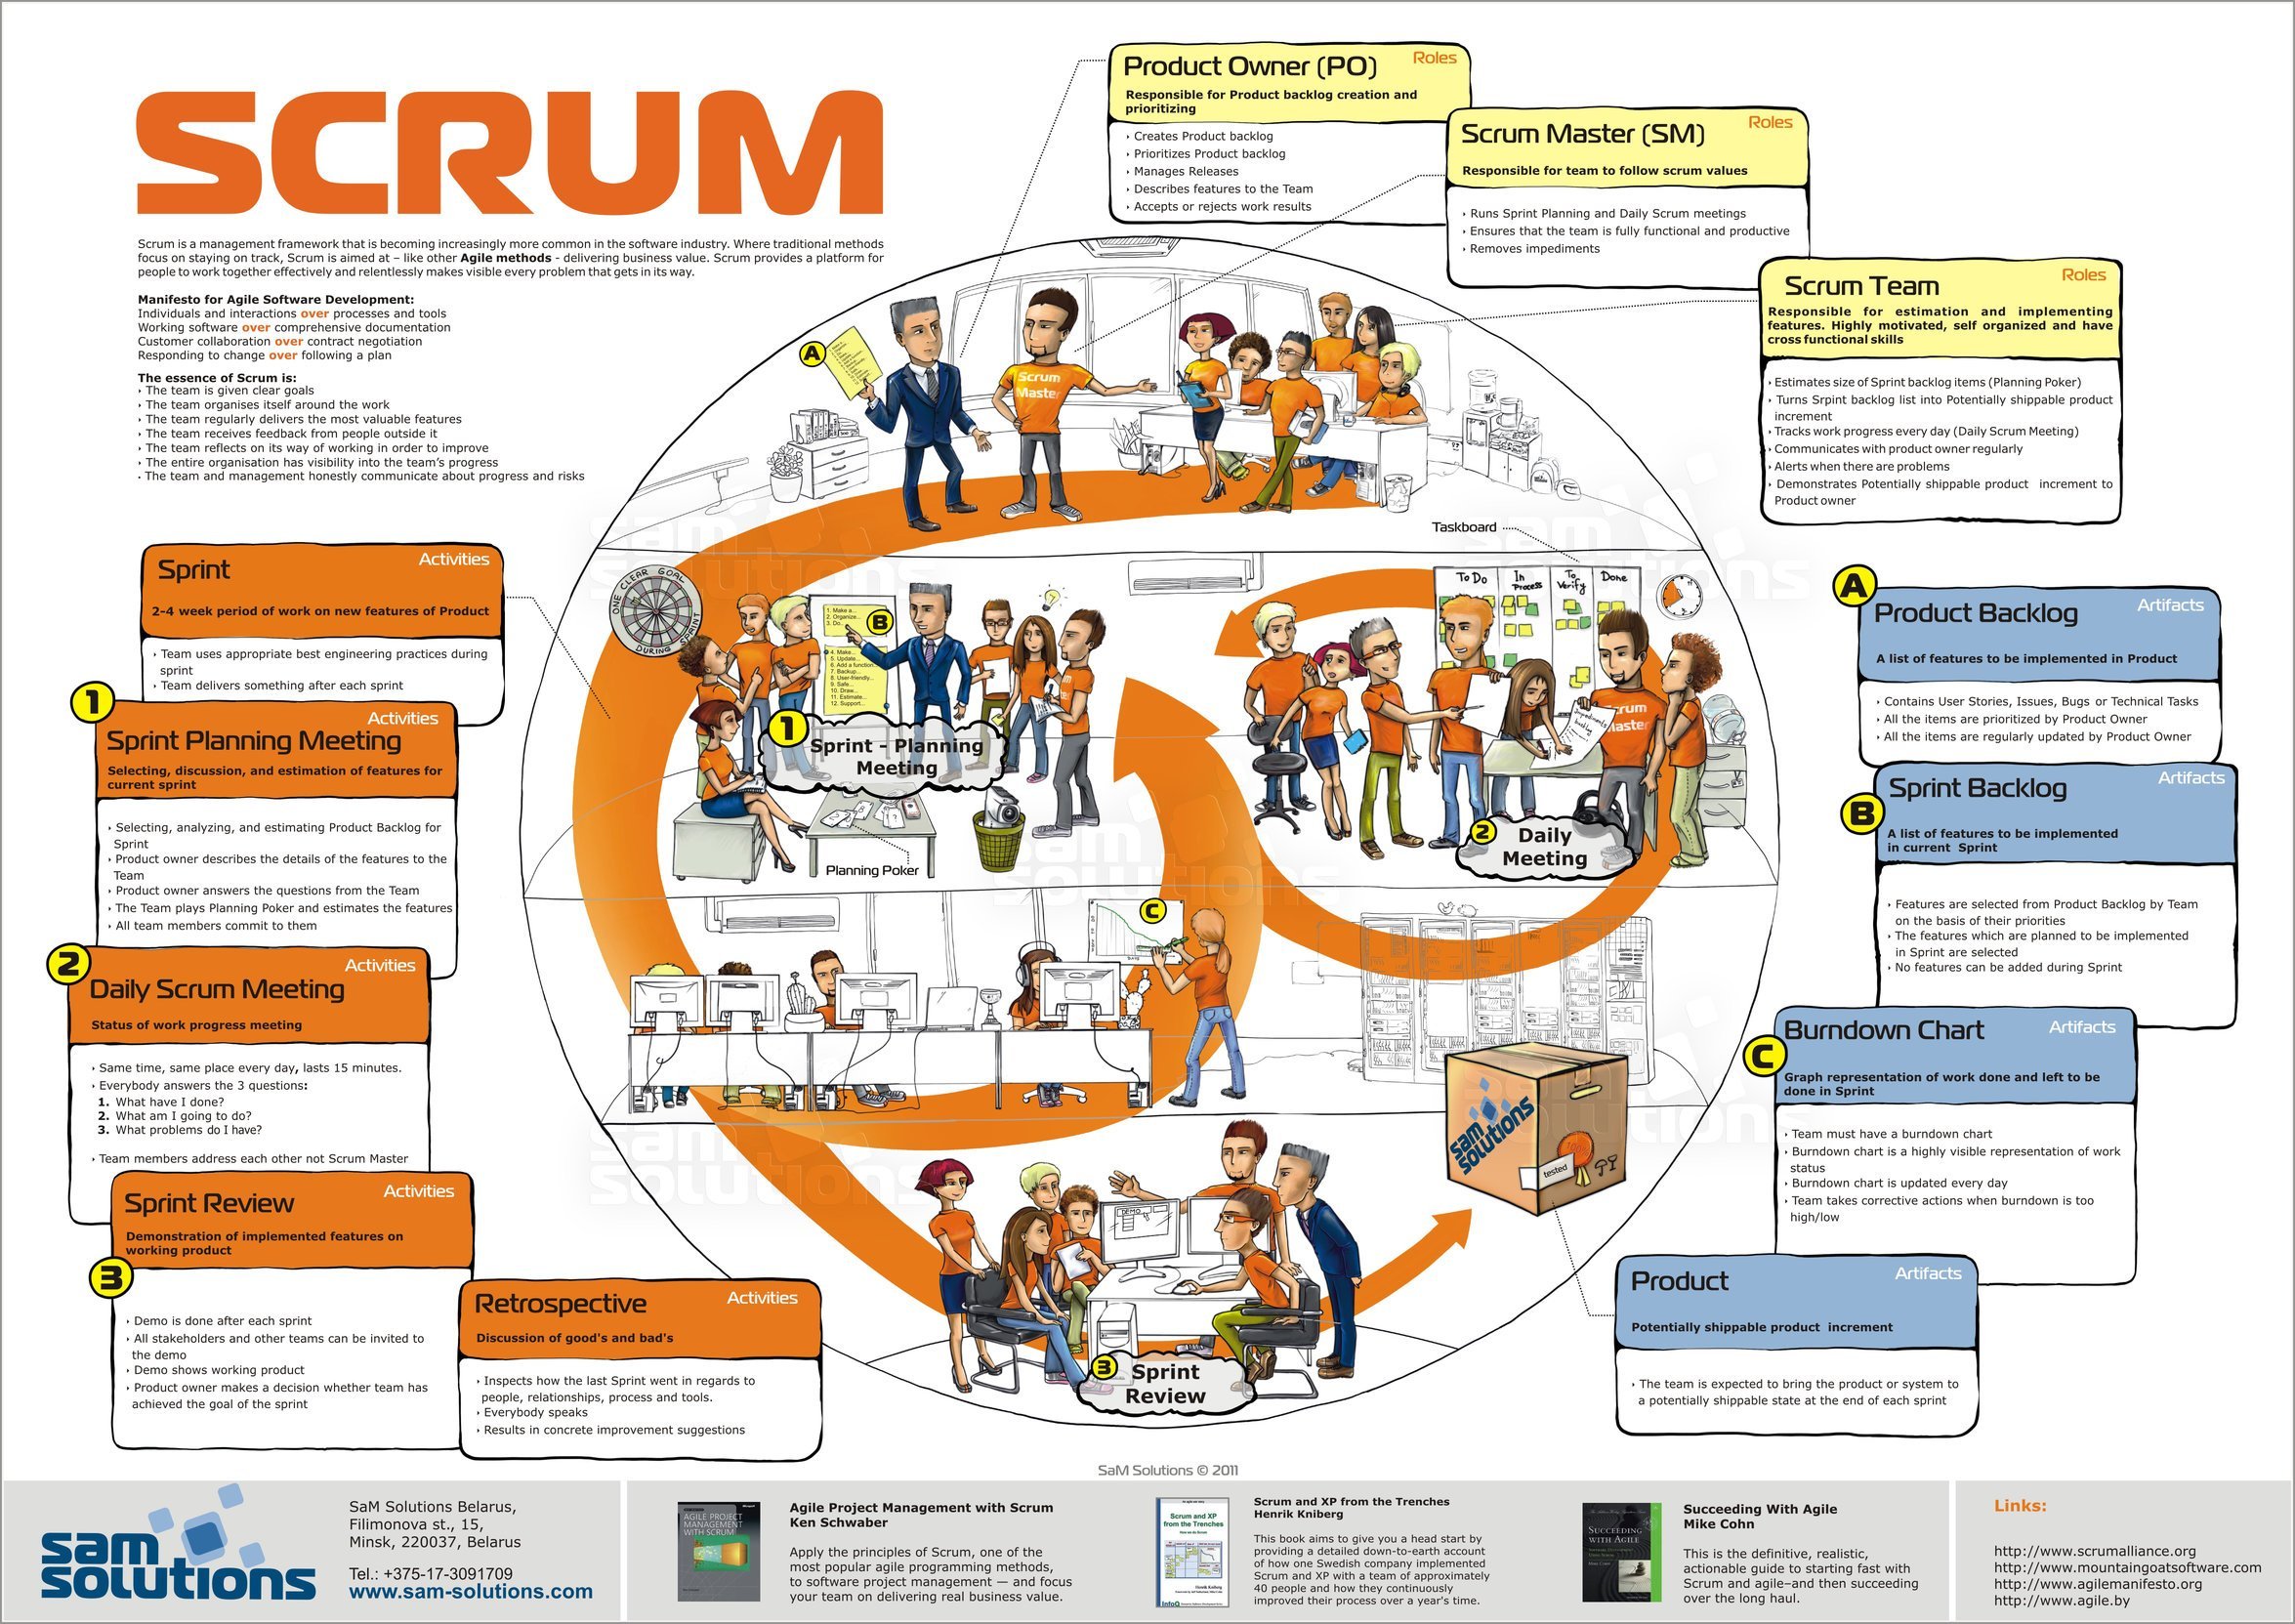 SCRUM
Scrum is a management framework that is becoming increasingly more common in the software industry. Where traditional methods
focus on staying on track, Scrum is aimed at – like other Agile methods - delivering business value. Scrum provides a platform for
people to work together effectively and relentlessly makes visible every problem that gets in its way.
Manifesto for Agile Software Development:
Individuals and interactions over processes and tools
Working software over comprehensive documentation
Customer collaboration over contract negotiation
Responding to change over following a plan
The essence of Scrum is:
The team is given clear goals
The team organises itself around the work
The team regularly delivers the most valuable features
The team receives feedback from people outside it
The team reflects on its way of working in order to improve
The entire organisation has visibility into the team's progress
The team and management honestly communicate about progress and risks
Product Owner (PO)
Roles
Responsible for Product backlog creation and
prioritizing
Creates Product backlog
Prioritizes Product backlog
Manages Releases
Describes features to the Team
Accepts or rejects work results
Scrum Master (SM)
Roles
Responsible for team to follow scrum values
Runs Sprint Planning and Daily Scrum meetings
Ensures that the team is fully functional and productive
Removes impediments
Scrum Team
Roles
Responsible for estimation and implementing
features. Highly motivated, self organized and have
cross functional skills
Estimates size of Sprint backlog items (Planning Poker)
Turns Srpint backlog list into Potentially shippable product
increment
Tracks work progress every day (Daily Scrum Meeting)
Communicates with product owner regularly
Alerts when there are problems
Demonstrates Potentially shippable product increment to
Product owner
A
Scrum
Master
Sprint
Activities
2-4 week period of work on new features of Product
Team uses appropriate best engineering practices during
sprint
Team delivers something after each sprint
1
Sprint Planning Meeting
Activities
Selecting, discussion, and estimation of features for
current sprint
Selecting, analyzing, and estimating Product Backlog for
Sprint
Product owner describes the details of the features to the
Team
Product owner answers the questions from the Team
The Team plays Planning Poker and estimates the features
All team members commit to them
2
Daily Scrum Meeting
Activities
Status of work progress meeting
Same time, same place every day, lasts 15 minutes.
Everybody answers the 3 questions:
1. What have I done?
2. What am I going to do?
3. What problems do I have?
Team members address each other not Scrum Master
Sprint Review
Activities
Demonstration of implemented features on
working product
3
Demo is done after each sprint
All stakeholders and other teams can be invited to
the demo
Demo shows working product
Product owner makes a decision whether team has
achieved the goal of the sprint
Retrospective
Activities
Discussion of good's and bad's
Inspects how the last Sprint went in regards to
people, relationships, process and tools.
Everybody speaks
Results in concrete improvement suggestions
ONE CLEAR GOAL
DURING SPRINT
B
1. Make a...
2. Organize...
3. Do...
4. Make...
5. Update...
6. Add a function...
7. Backup...
8. User-friendly...
9. Safe...
10. Draw...
11. Estimate...
12. Support...
1
Sprint - Planning
Meeting
Planning Poker
Taskboard
To Do
In
Process
To
Verify
Done
Impediments
backlog
Scrum
Master
2
Daily
Meeting
C
DEMO
3
Sprint
Review
sam
solutions
tested
A
Product Backlog
Artifacts
A list of features to be implemented in Product
Contains User Stories, Issues, Bugs or Technical Tasks
All the items are prioritized by Product Owner
All the items are regularly updated by Product Owner
B
Sprint Backlog
Artifacts
A list of features to be implemented
in current Sprint
Features are selected from Product Backlog by Team
on the basis of their priorities
The features which are planned to be implemented
in Sprint are selected
No features can be added during Sprint
C
Burndown Chart
Artifacts
Graph representation of work done and left to be
done in Sprint
Team must have a burndown chart
Burndown chart is a highly visible representation of work
status
Burndown chart is updated every day
Team takes corrective actions when burndown is too
high/low
Product
Artifacts
Potentially shippable product increment
The team is expected to bring the product or system to
a potentially shippable state at the end of each sprint
SaM Solutions © 2011
sam
solutions
SaM Solutions Belarus,
Filimonova st., 15,
Minsk, 220037, Belarus
Tel.: +375-17-3091709
www.sam-solutions.com
AGILE PROJECT
MANAGEMENT
WITH SCRUM
Agile Project Management with Scrum
Ken Schwaber
Apply the principles of Scrum, one of the
most popular agile programming methods,
to software project management — and focus
your team on delivering real business value.
Scrum and XP
from the Trenches
Henrik Kniberg
InfoQ
Scrum and XP from the Trenches
Henrik Kniberg
This book aims to give you a head start by
providing a detailed down-to-earth account
of how one Swedish company implemented
Scrum and XP with a team of approximately
40 people and how they continuously
improved their process over a year's time.
SUCCEEDING
WITH AGILE
Succeeding With Agile
Mike Cohn
This is the definitive, realistic,
actionable guide to starting fast with
Scrum and agile–and then succeeding
over the long haul.
Links:
http://www.scrumalliance.org
http://www.mountaingoatsoftware.com
http://www.agilemanifesto.org
http://www.agile.by